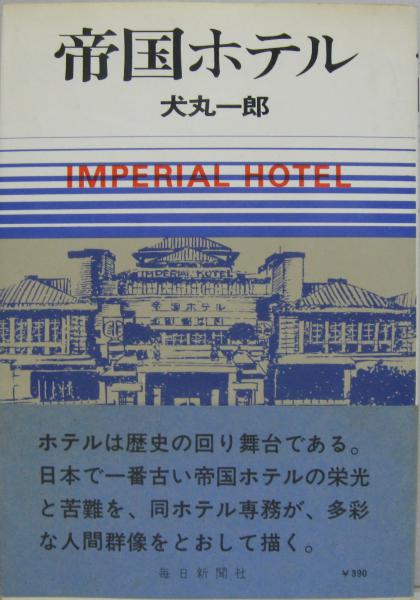 帝国ホテル
犬丸一郎
IMPERIAL HOTEL
IMPERIAL HOTEL
帝国ホテル
ホテルは歴史の回り舞台である。
日本で一番古い帝国ホテルの栄光
と苦難を、同ホテル専務が、多彩
な人間群像をとおして描く。
毎日新聞社
¥390